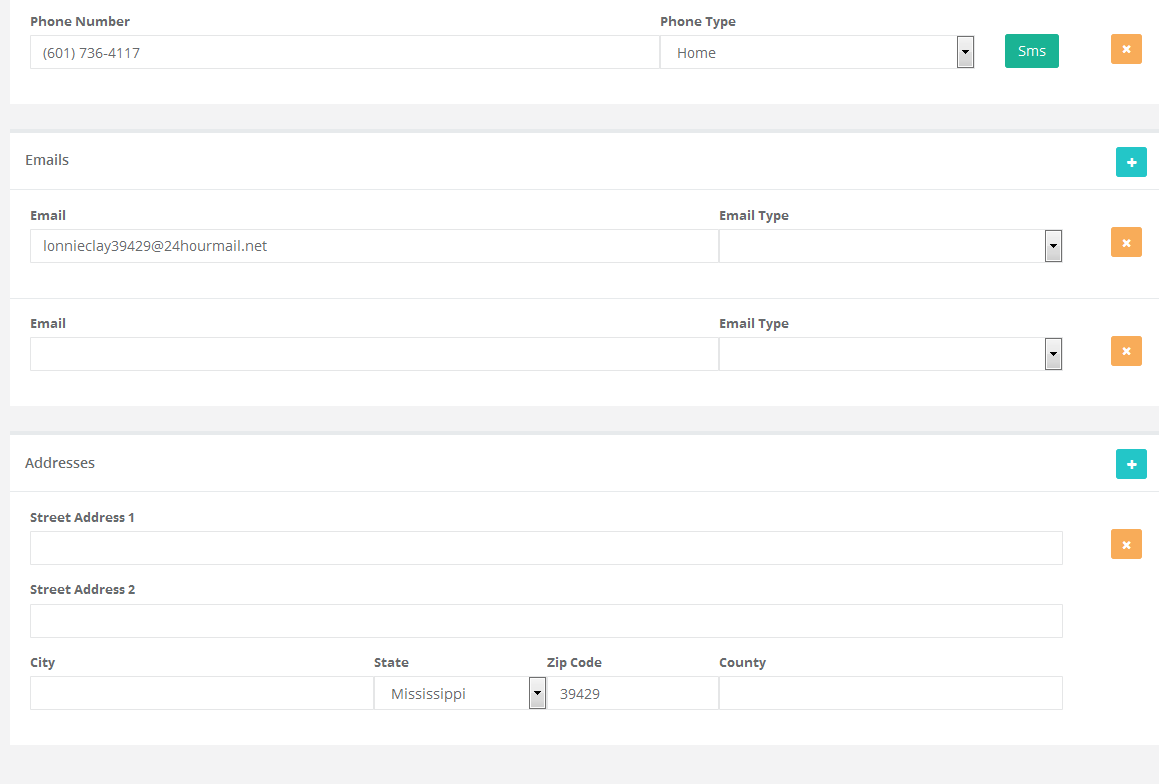 Phone Number Phone Type
(601) 736-4117 Home Sms
Emails
Email Email Type
lonnieclay39429@24hourmail.net
Email Email Type
Addresses
Street Address 1
Street Address 2
City State Zip Code County
Mississippi 39429